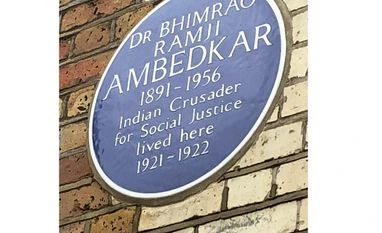 DR BHIMRAO
RAMJI
AMBEDKAR
1891-1956
Indian Crusader
for Social Justice
lived here
1921-1922